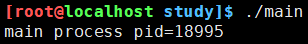 [root@localhost study]$ ./main
main process pid=18995